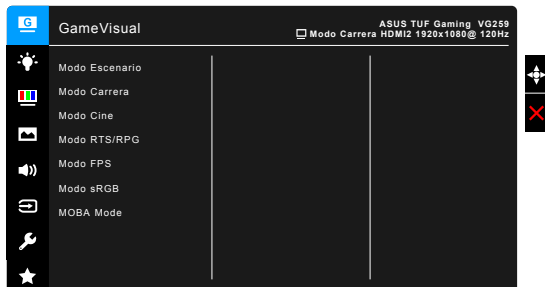 G
GameVisual
ASUS TUF Gaming VG259
Modo Carrera HDMI2 1920x1080@ 120Hz
Modo Escenario
Modo Carrera
Modo Cine
Modo RTS/RPG
Modo FPS
Modo sRGB
MOBA Mode